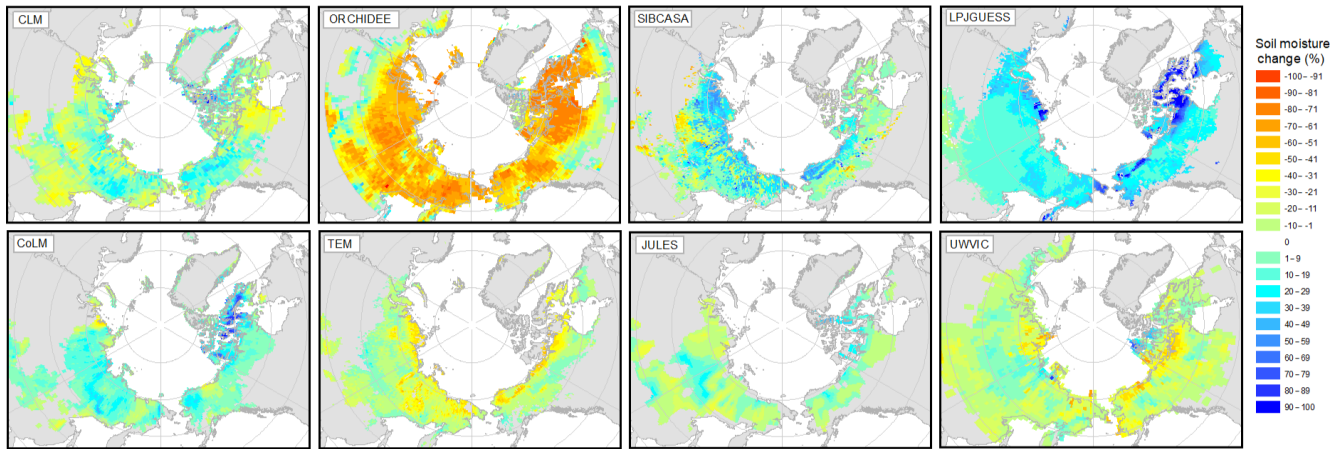 CLM
ORCHIDEE
SIBCASA
LPJGUESS
CoLM
TEM
JULES
UWVIC
Soil moisture
change (%)
-100– -91
-90– -81
-80– -71
-70– -61
-60– -51
-50– -41
-40– -31
-30– -21
-20– -11
-10– -1
0
1–9
10–19
20–29
30–39
40–49
50–59
60–69
70–79
80–89
90–100